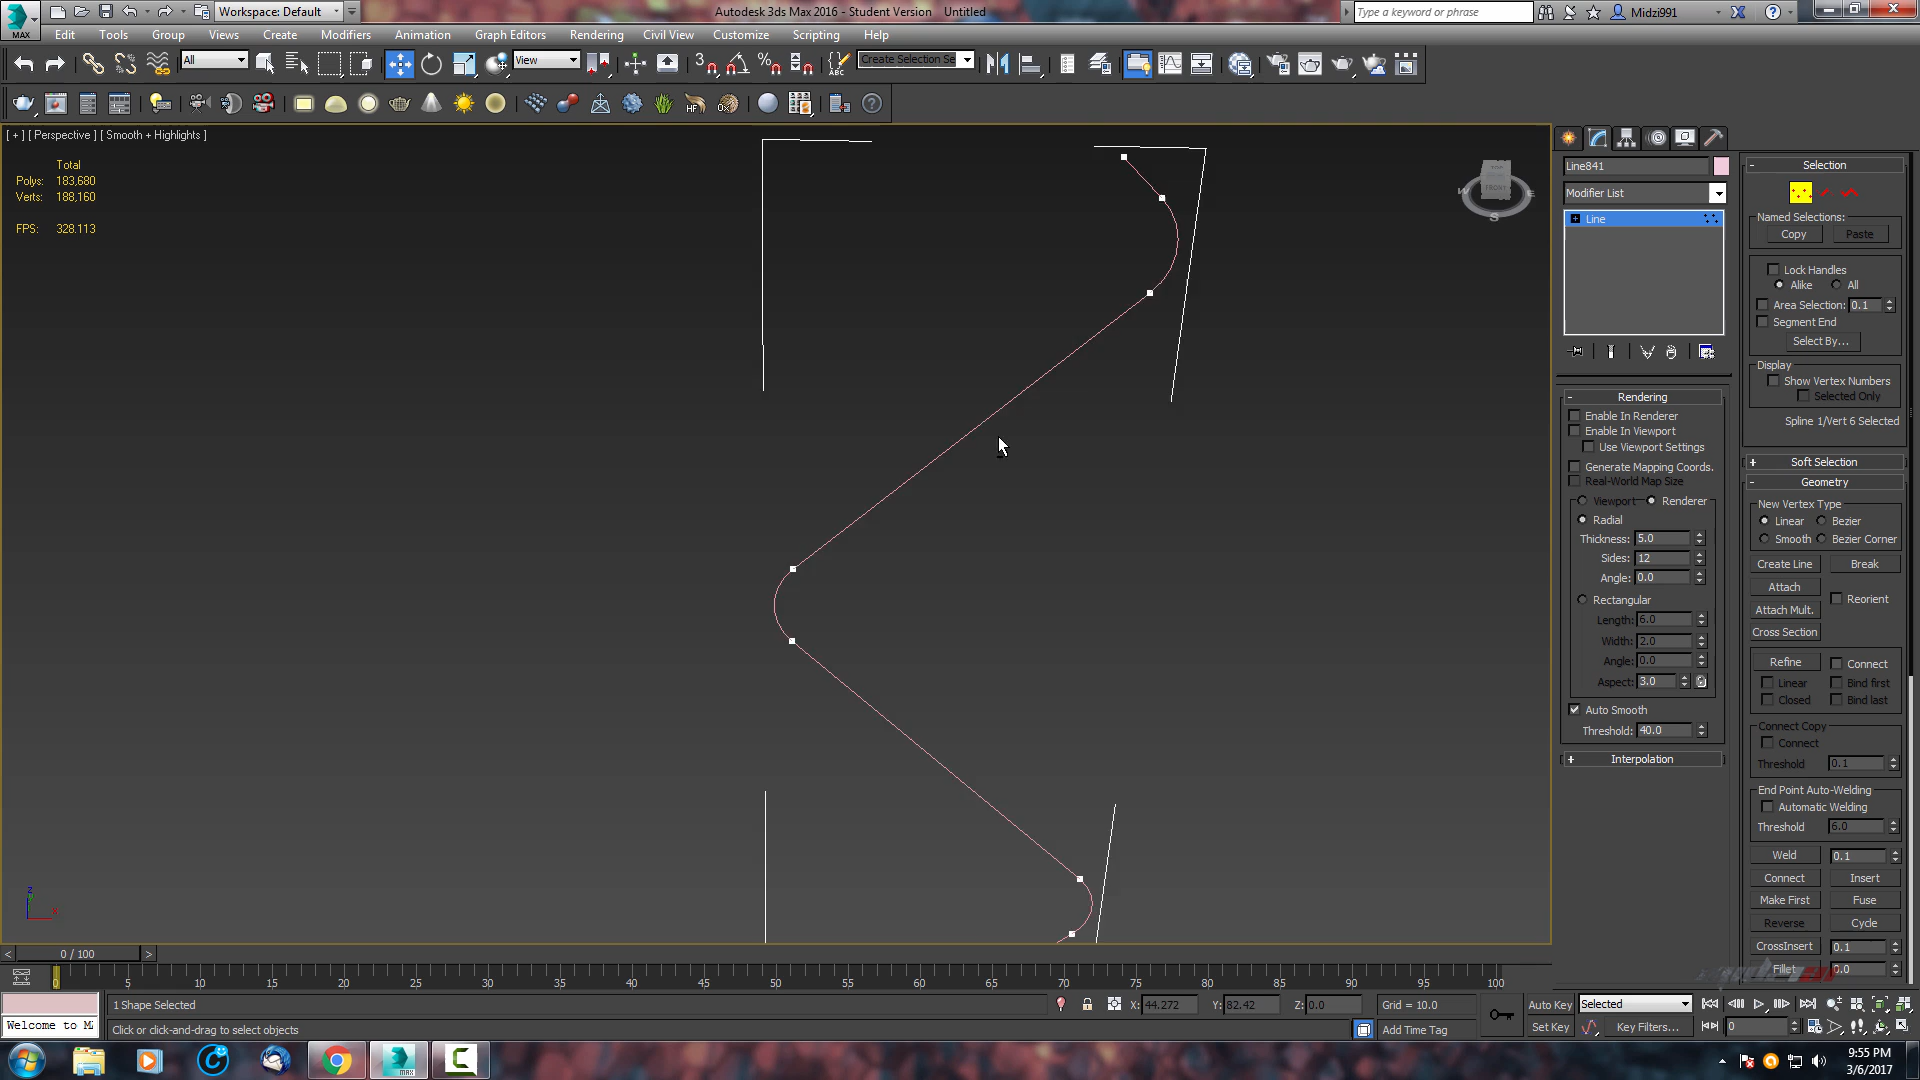 Workspace: Default
Autodesk 3ds Max 2016 - Student Version Untitled
Type a keyword or phrase
Midzi991
MAX
Edit Tools Group Views Create Modifiers Animation Graph Editors Rendering Civil View Customize Scripting Help
All
View
3
ABC
Create Selection Se
HF
[ + ] [ Perspective ] [ Smooth + Highlights ]
Total
Polys: 183,680
Verts: 188,160
FPS: 328.113
TOP
FRONT
W
E
S
Line841
Modifier List
Line
Rendering
Enable In Renderer
Enable In Viewport
Use Viewport Settings
Generate Mapping Coords.
Real-World Map Size
Viewport Renderer
Radial
Thickness: 5.0
Sides: 12
Angle: 0.0
Rectangular
Length: 6.0
Width: 2.0
Angle: 0.0
Aspect: 3.0
Auto Smooth
Threshold: 40.0
Interpolation
Selection
Named Selections:
Copy Paste
Lock Handles
Alike All
Area Selection: 0.1
Segment End
Select By...
Display
Show Vertex Numbers
Selected Only
Spline 1/Vert 6 Selected
Soft Selection
Geometry
New Vertex Type
Linear Bezier
Smooth Bezier Corner
Create Line Break
Attach
Reorient
Attach Mult.
Cross Section
Refine Connect
Linear Bind first
Closed Bind last
Connect Copy
Connect
Threshold 0.1
End Point Auto-Welding
Automatic Welding
Threshold 6.0
Weld 0.1
Connect Insert
Make First Fuse
Reverse Cycle
CrossInsert 0.1
Fillet 0.0
z
x
< 0 / 100 >
0 5 10 15 20 25 30 35 40 45 50 55 60 65 70 75 80 85 90 95 100
Welcome to M
1 Shape Selected
Click or click-and-drag to select objects
X: 44.272 Y: 82.42 Z: 0.0
Grid = 10.0
Add Time Tag
Auto Key Selected
Set Key Key Filters...
0
MAX
9:55 PM
3/6/2017